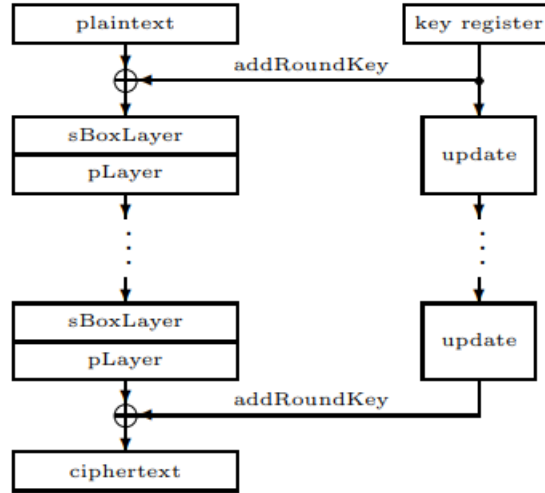 plaintext
key register
addRoundKey
sBoxLayer
pLayer
update
sBoxLayer
pLayer
update
addRoundKey
ciphertext